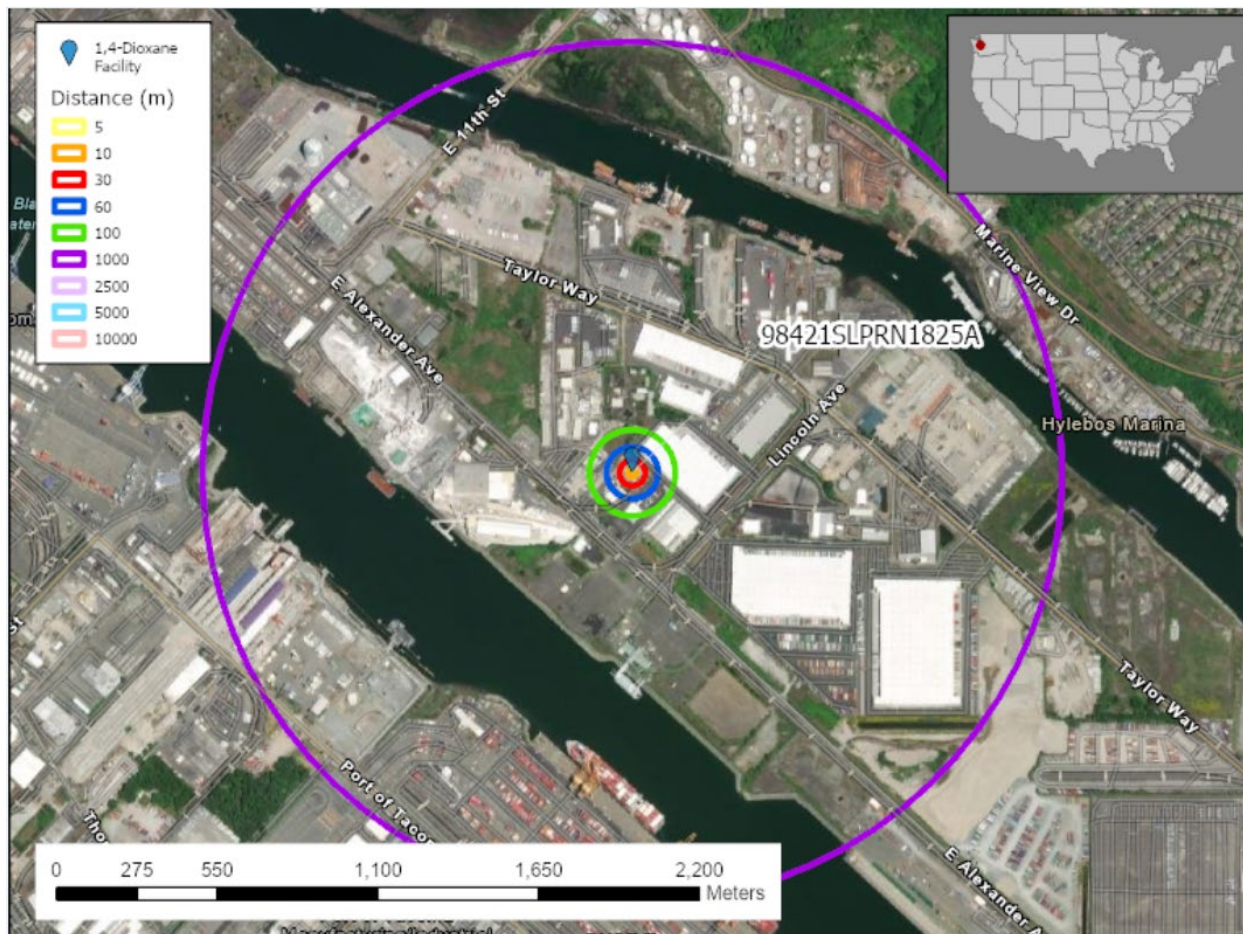 1,4-Dioxane
Facility
Distance (m)
5
10
30
60
100
1000
2500
5000
10000
E 11th St
Taylor Way
E Alexander Ave
98421SLPRN1825A
Marine View Dr
Lincoln Ave
Hylebos Marina
Taylor Way
Port of Tacom
E Alexander A
0 275 550 1,100 1,650 2,200
Meters